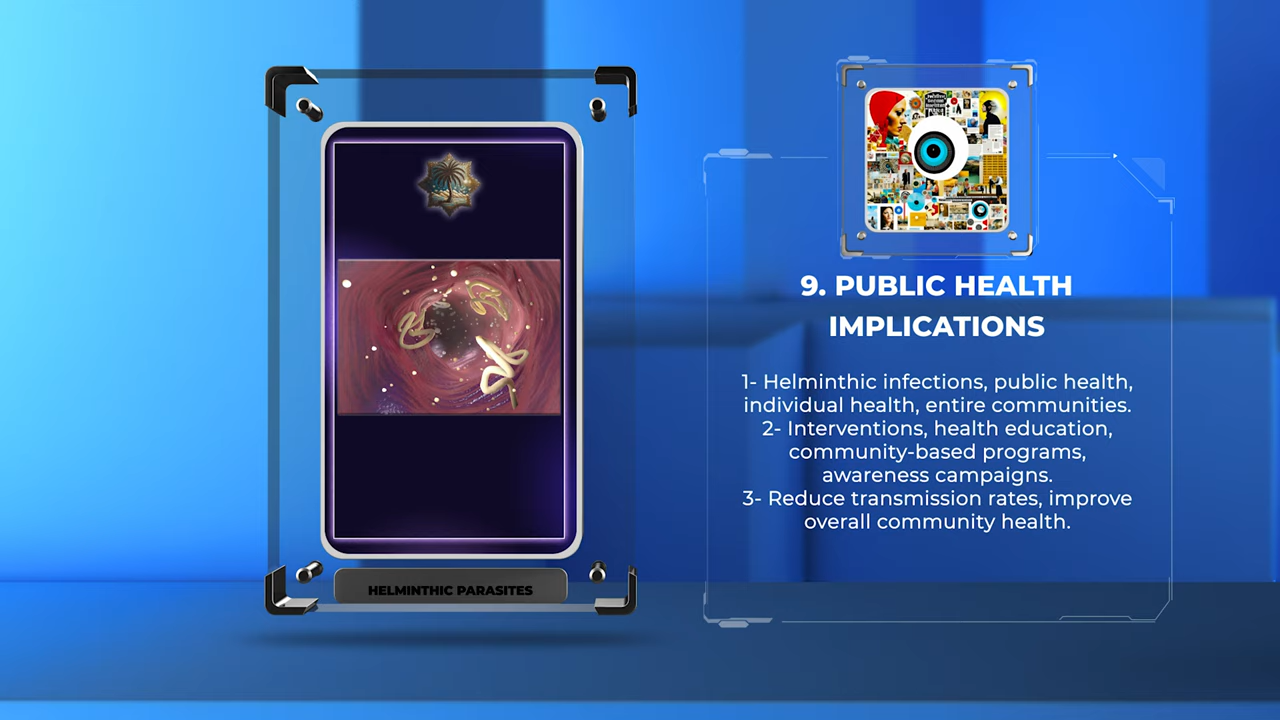 HELMINTHIC PARASITES
9. PUBLIC HEALTH
IMPLICATIONS
1- Helminthic infections, public health,
individual health, entire communities.
2- Interventions, health education,
community-based programs,
awareness campaigns.
3- Reduce transmission rates, improve
overall community health.